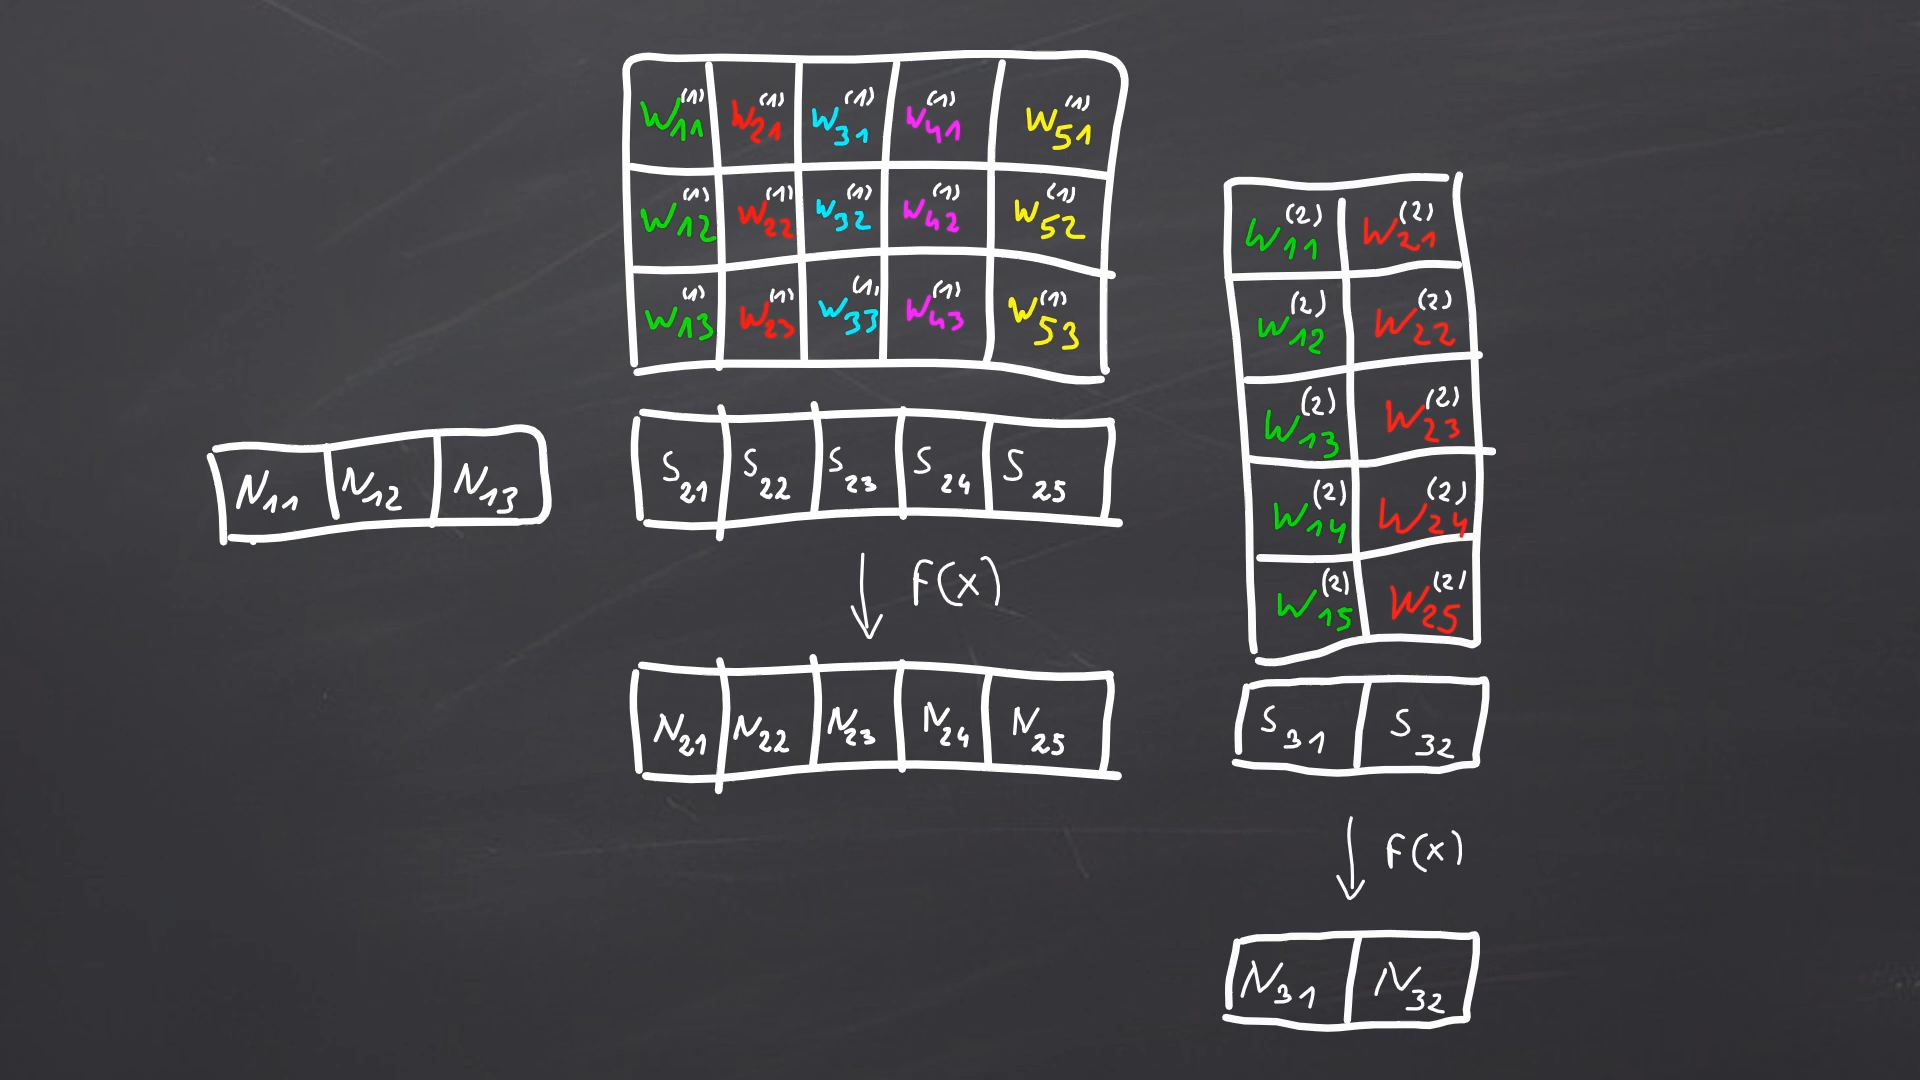 W₁₁⁽¹⁾ W₂₁⁽¹⁾ W₃₁⁽¹⁾ W₄₁⁽¹⁾ W₅₁⁽¹⁾
W₁₂⁽¹⁾ W₂₂⁽¹⁾ W₃₂⁽¹⁾ W₄₂⁽¹⁾ W₅₂⁽¹⁾
W₁₃⁽¹⁾ W₂₃⁽¹⁾ W₃₃⁽¹⁾ W₄₃⁽¹⁾ W₅₃⁽¹⁾
N₁₁ N₁₂ N₁₃
S₂₁ S₂₂ S₂₃ S₂₄ S₂₅
F(x)
N₂₁ N₂₂ N₂₃ N₂₄ N₂₅
W₁₁⁽²⁾ W₂₁⁽²⁾
W₁₂⁽²⁾ W₂₂⁽²⁾
W₁₃⁽²⁾ W₂₃⁽²⁾
W₁₄⁽²⁾ W₂₄⁽²⁾
W₁₅⁽²⁾ W₂₅⁽²⁾
S₃₁ S₃₂
F(x)
N₃₁ N₃₂